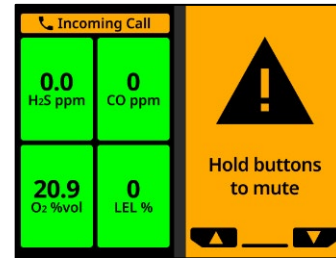 Incoming Call
0.0
H2S ppm
0
CO ppm
20.9
O2 %vol
0
LEL %
!
Hold buttons
to mute